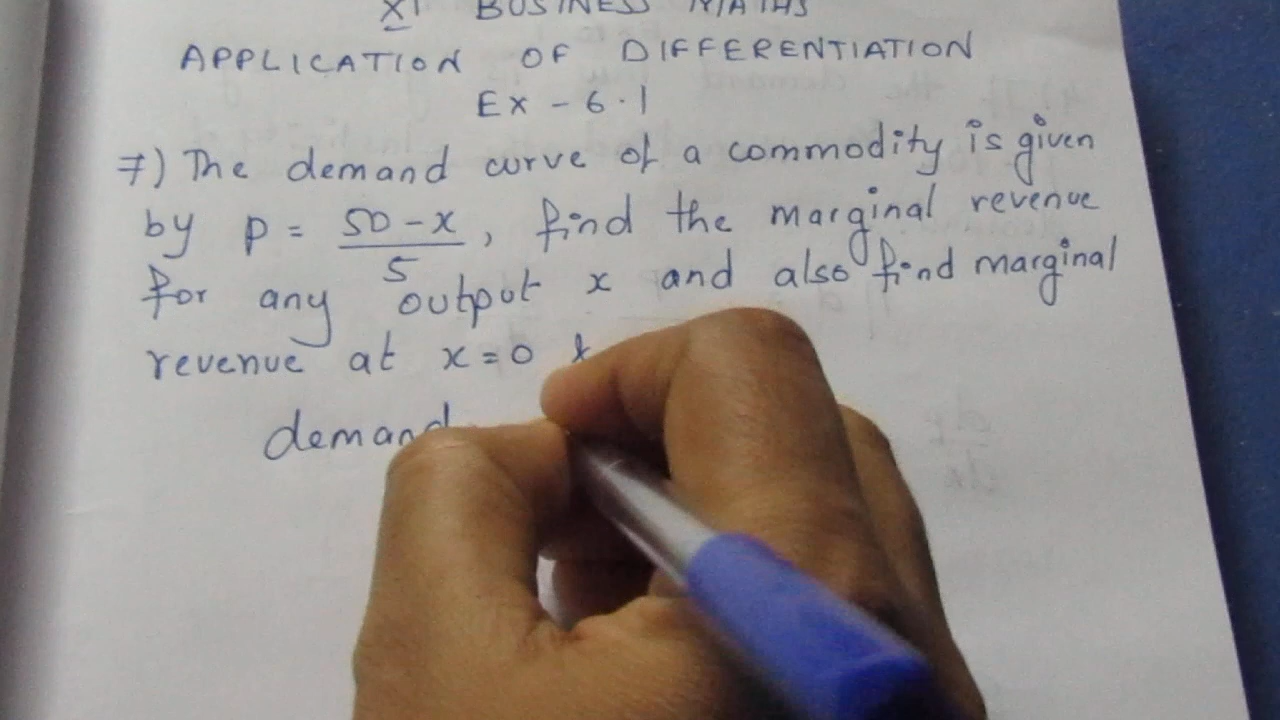 XI BUSINESS MATHS
APPLICATION OF DIFFERENTIATION
Ex - 6.1
7) The demand curve of a commodity is given
by p = 50 - x / 5, find the marginal revenue
for any output x and also find marginal
revenue at x = 0 &
demand